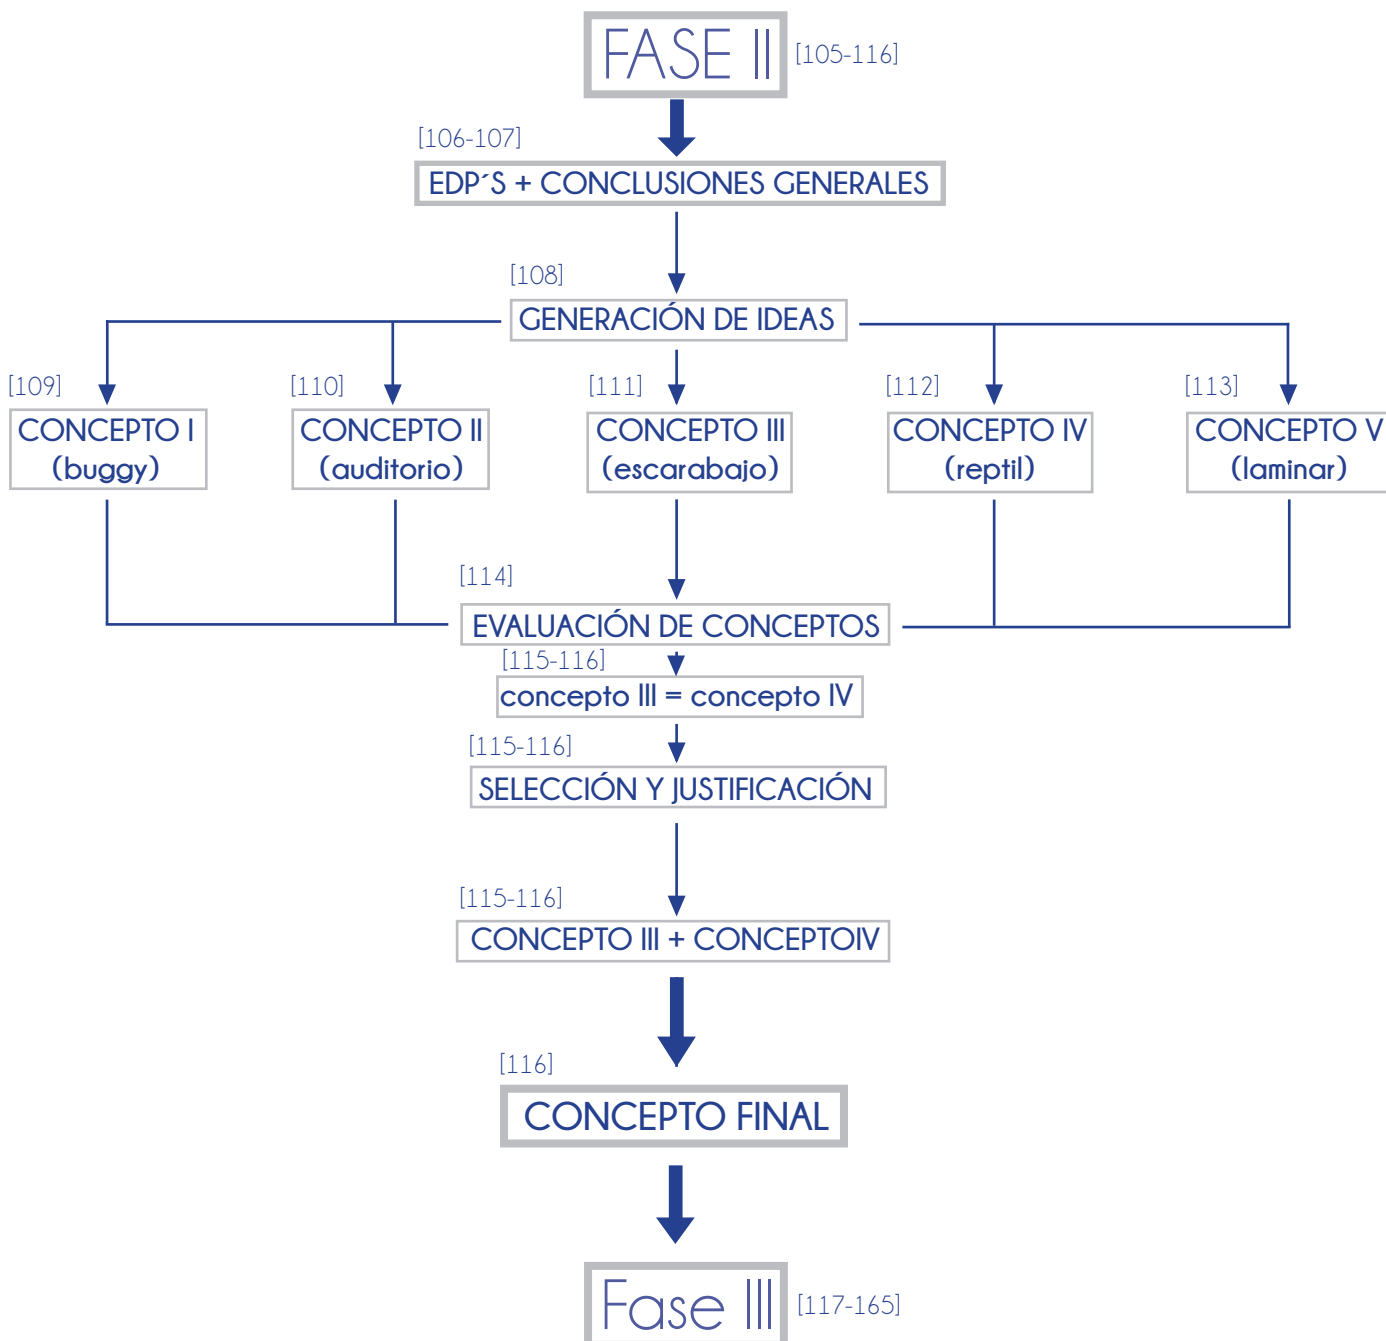 FASE II
[105-116]
[106-107]
EDP´S + CONCLUSIONES GENERALES
[108]
GENERACIÓN DE IDEAS
[109]
CONCEPTO I
(buggy)
[110]
CONCEPTO II
(auditorio)
[111]
CONCEPTO III
(escarabajo)
[112]
CONCEPTO IV
(reptil)
[113]
CONCEPTO V
(laminar)
[114]
EVALUACIÓN DE CONCEPTOS
[115-116]
concepto III = concepto IV
[115-116]
SELECCIÓN Y JUSTIFICACIÓN
[115-116]
CONCEPTO III + CONCEPTOIV
[116]
CONCEPTO FINAL
Fase III
[117-165]